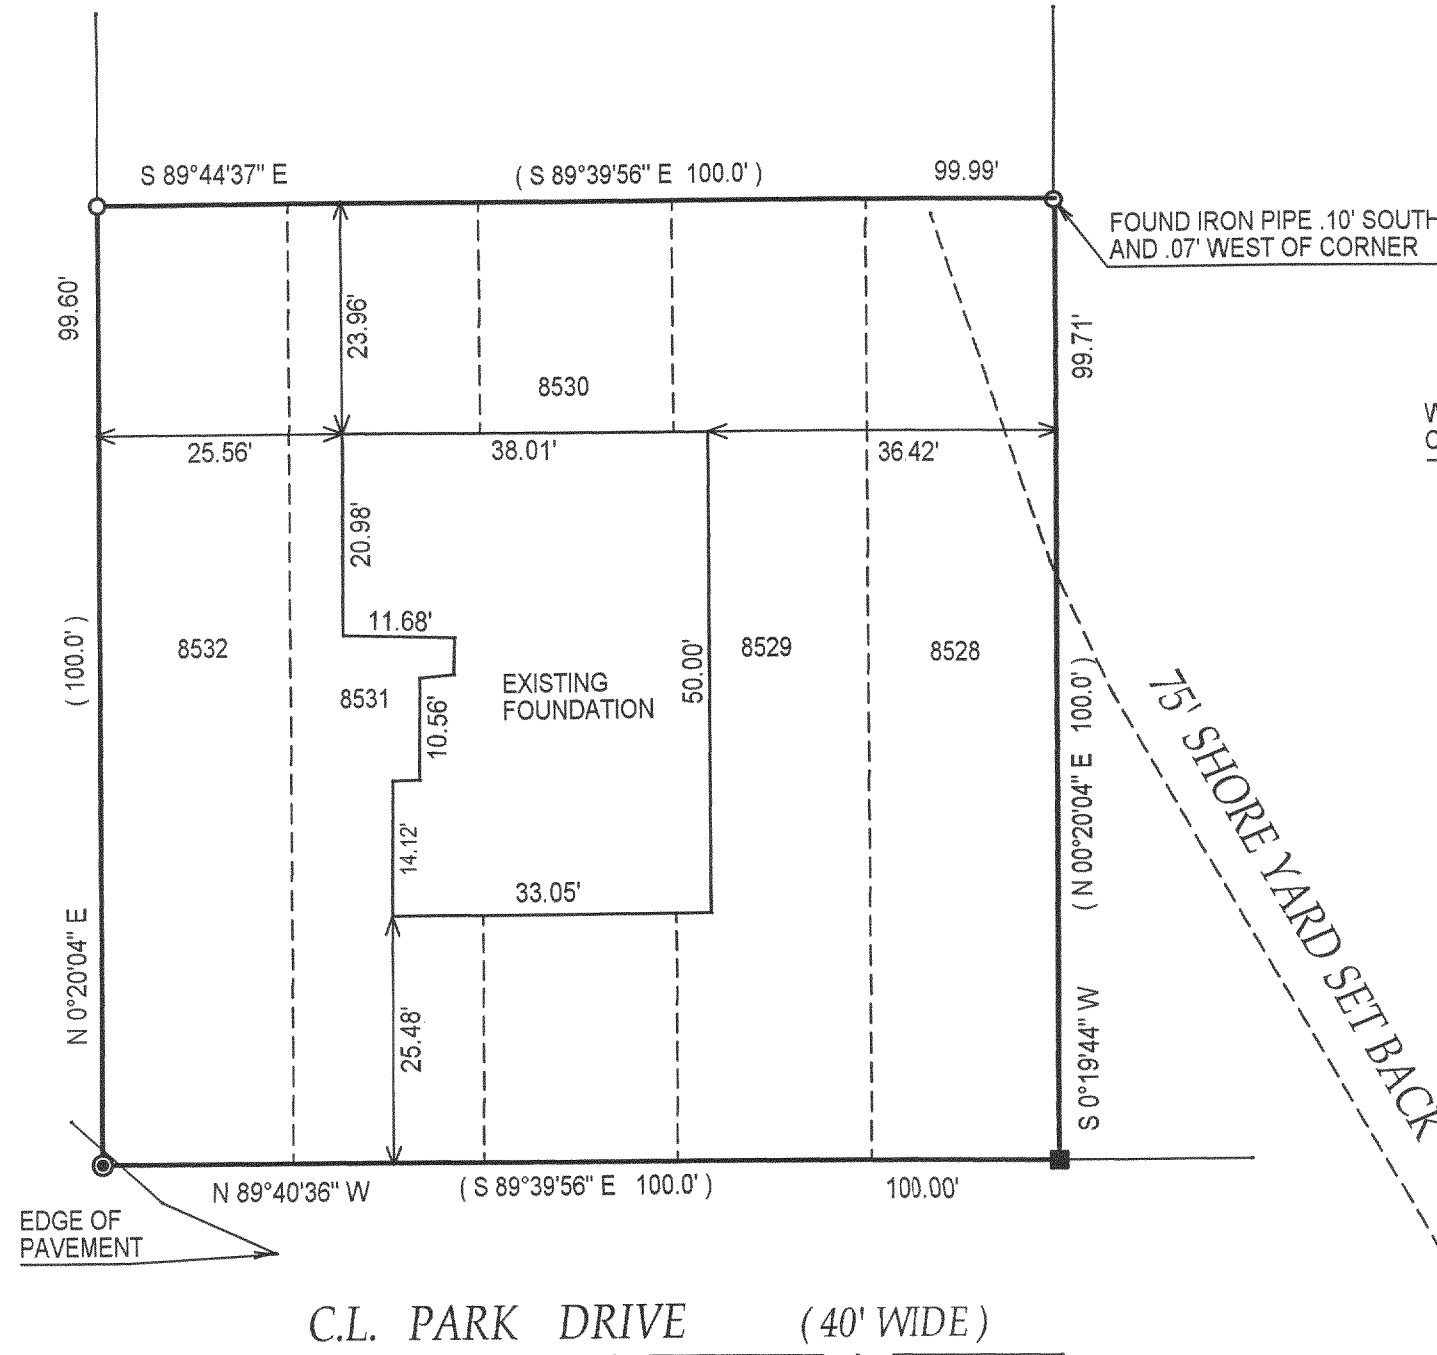 S 89°44'37" E
( S 89°39'56" E 100.0' )
99.99'
FOUND IRON PIPE .10' SOUTH
AND .07' WEST OF CORNER
99.60'
23.96'
99.71'
8530
25.56'
38.01'
36.42'
20.98'
11.68'
( 100.0' )
8532
8531
EXISTING
FOUNDATION
10.56'
50.00'
8529
8528
75' SHORE YARD SET BACK
( N 00°20'04" E 100.0' )
14.12'
33.05'
N 0°20'04" E
25.48'
S 0°19'44" W
N 89°40'36" W
( S 89°39'56" E 100.0' )
100.00'
EDGE OF
PAVEMENT
C.L. PARK DRIVE ( 40' WIDE )